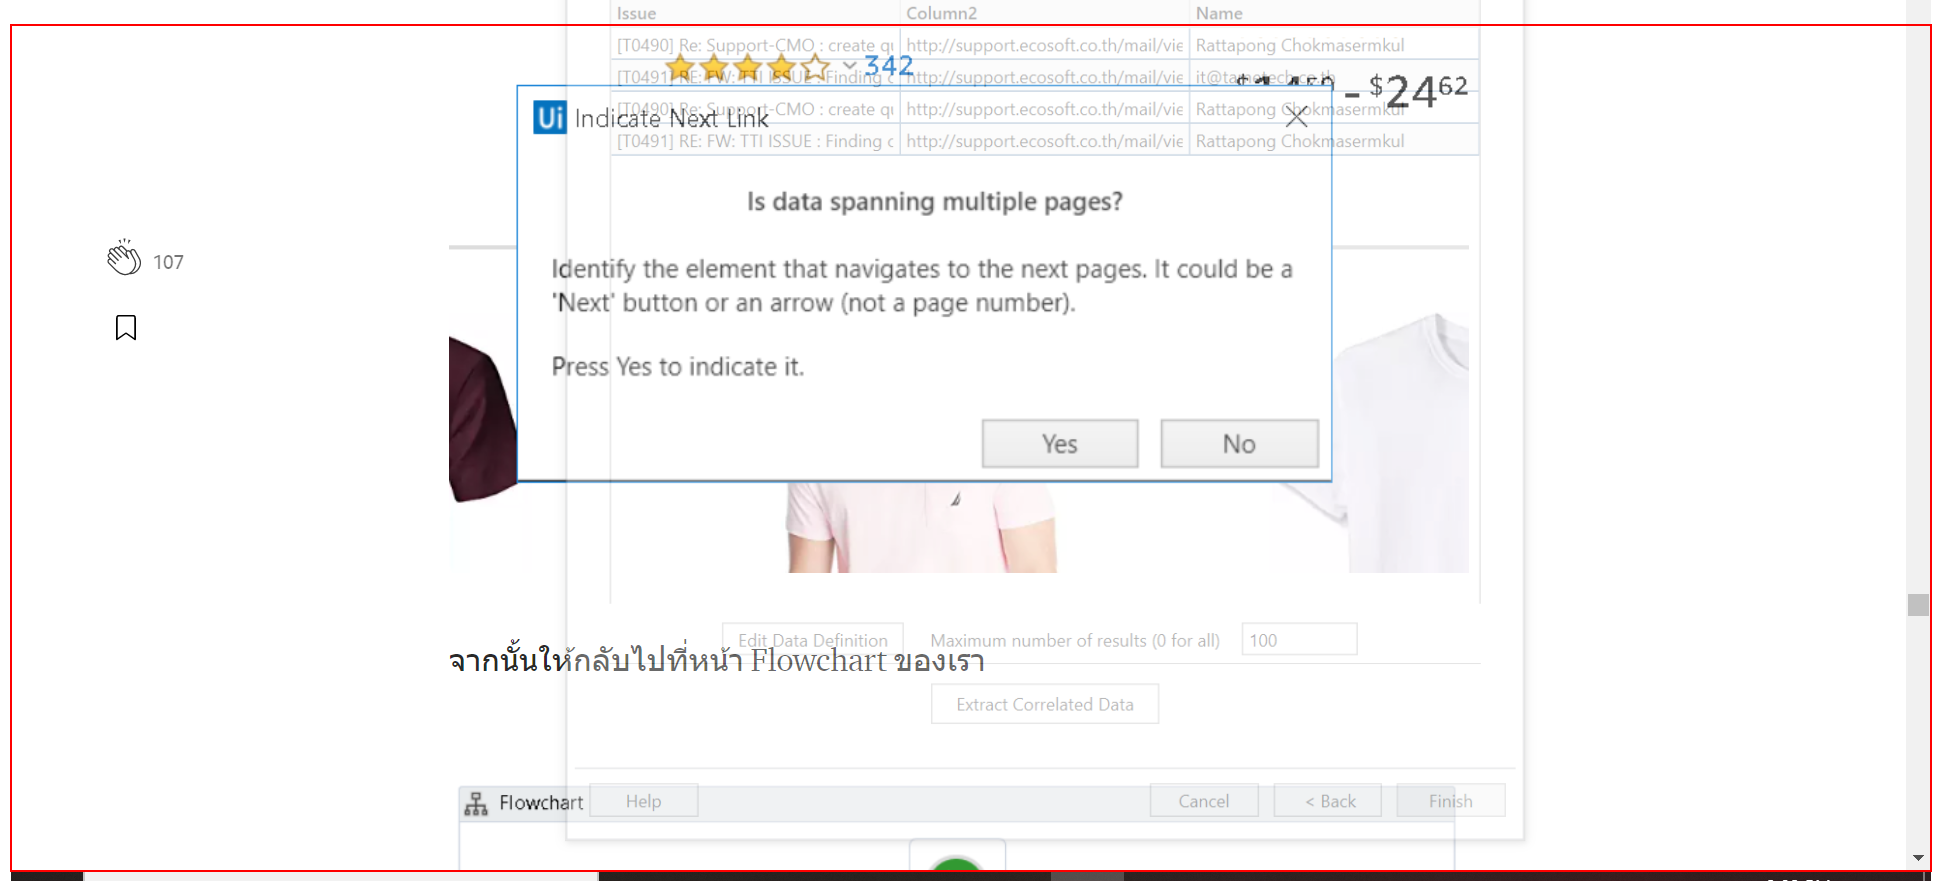 Issue Column2 Name
[T0490] Re: Support-CMO : create qu http://support.ecosoft.co.th/mail/vie Rattapong Chokmasermkul
342
[T0491] RE: FW: TTI ISSUE : Finding c http://support.ecosoft.co.th/mail/vie
- $24 62
[T0490] Re: Support-CMO : create qu http://support.ecosoft.co.th/mail/vie Rattapong Chokmasermkul
Ui Indicate Next Link
[T0491] RE: FW: TTI ISSUE : Finding c http://support.ecosoft.co.th/mail/vie Rattapong Chokmasermkul
Is data spanning multiple pages?
107
Identify the element that navigates to the next pages. It could be a
'Next' button or an arrow (not a page number).
Press Yes to indicate it.
Yes No
Edit Data Definition Maximum number of results (0 for all) 100
จากนั้นให้กลับไปที่หน้า Flowchart ของเรา
Extract Correlated Data
Flowchart Help Cancel < Back Finish